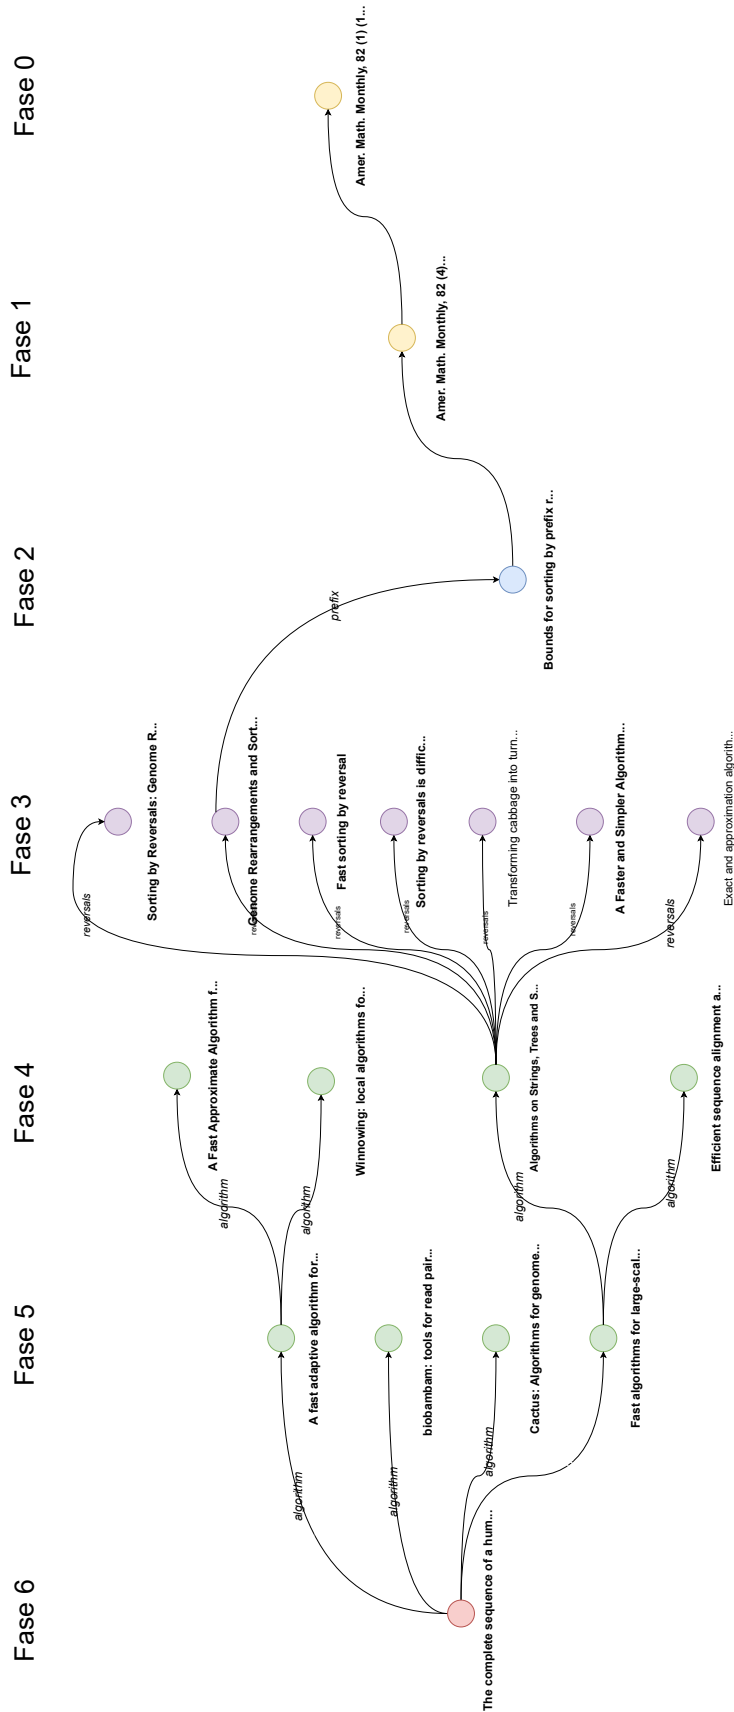 Fase 0
Amer. Math. Monthly, 82 (1) (1...
Fase 1
Amer. Math. Monthly, 82 (4)...
Fase 2
Bounds for sorting by prefix r...
prefix
Fase 3
Sorting by Reversals: Genome R...
Genome Rearrangements and Sort...
Fast sorting by reversal
Sorting by reversals is diffic...
Transforming cabbage into turn...
A Faster and Simpler Algorithm...
Exact and approximation algorith...
reversals
reversals
reversals
reversals
reversals
reversals
reversals
Fase 4
A Fast Approximate Algorithm f...
Winnowing: local algorithms fo...
Algorithms on Strings, Trees and S...
Efficient sequence alignment a...
algorithm
algorithm
algorithm
algorithm
Fase 5
A fast adaptive algorithm for...
biobambam: tools for read pair...
Cactus: Algorithms for genome...
Fast algorithms for large-scal...
algorithm
algorithm
algorithm
Fase 6
The complete sequence of a hum...